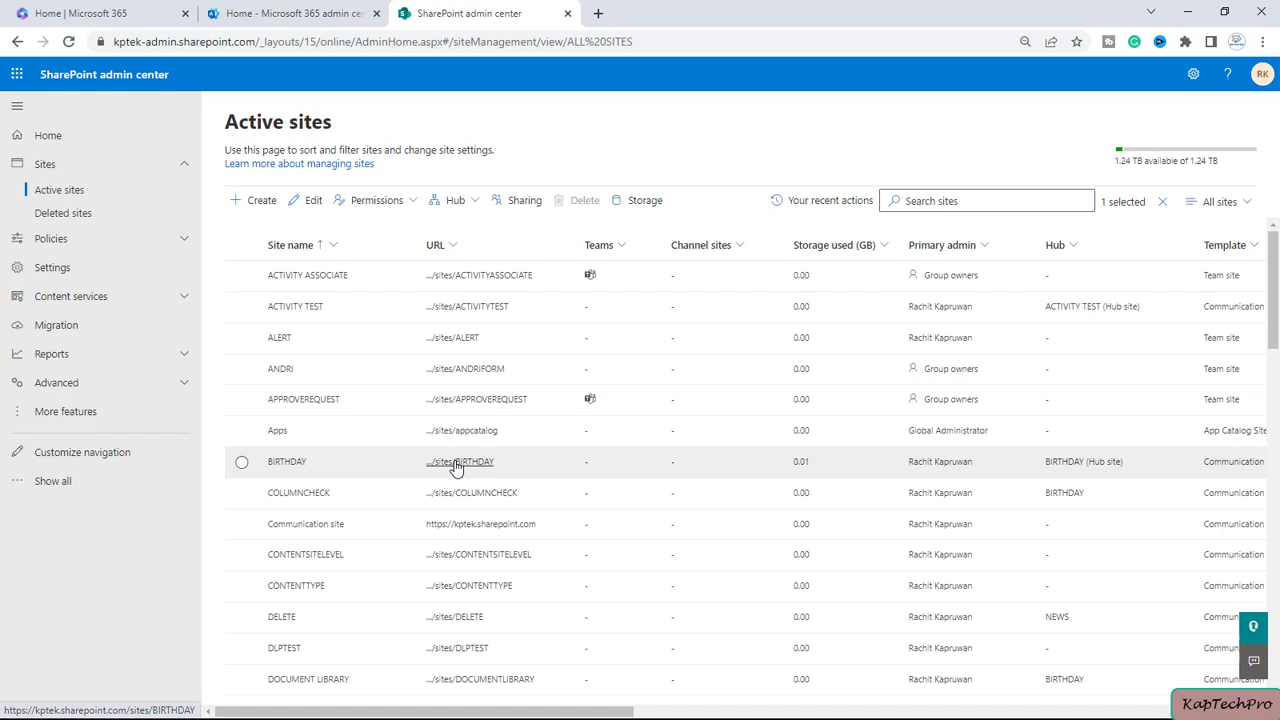 Home | Microsoft 365
Home - Microsoft 365 admin cen
SharePoint admin center
kptek-admin.sharepoint.com/_layouts/15/online/AdminHome.aspx#/siteManagement/view/ALL%20SITES
SharePoint admin center
RK
Home
Sites
Active sites
Deleted sites
Policies
Settings
Content services
Migration
Reports
Advanced
More features
Customize navigation
Show all
Active sites
Use this page to sort and filter sites and change site settings.
Learn more about managing sites
1.24 TB available of 1.24 TB
Create Edit Permissions Hub Sharing Delete Storage Your recent actions Search sites 1 selected All sites
Site name URL Teams Channel sites Storage used (GB) Primary admin Hub Template
ACTIVITY ASSOCIATE .../sites/ACTIVITYASSOCIATE - 0.00 Group owners - Team site
ACTIVITY TEST .../sites/ACTIVITYTEST - - 0.00 Rachit Kapruwan ACTIVITY TEST (Hub site) Communication
ALERT .../sites/ALERT - - 0.00 Rachit Kapruwan - Team site
ANDRI .../sites/ANDRIFORM - - 0.00 Group owners - Team site
APPROVEREQUEST .../sites/APPROVEREQUEST - 0.00 Group owners - Team site
Apps .../sites/appcatalog - - 0.00 Global Administrator - App Catalog Site
BIRTHDAY .../sites/BIRTHDAY - - 0.01 Rachit Kapruwan BIRTHDAY (Hub site) Communication
COLUMNCHECK .../sites/COLUMNCHECK - - 0.00 Rachit Kapruwan BIRTHDAY Communication
Communication site https://kptek.sharepoint.com - - 0.00 Rachit Kapruwan - Communication
CONTENTSITELEVEL .../sites/CONTENTSITELEVEL - - 0.00 Rachit Kapruwan - Communication
CONTENTTYPE .../sites/CONTENTTYPE - - 0.00 Rachit Kapruwan - Communication
DELETE .../sites/DELETE - - 0.00 Rachit Kapruwan NEWS Commun
DLPTEST .../sites/DLPTEST - - 0.00 Rachit Kapruwan - Commun
DOCUMENT LIBRARY .../sites/DOCUMENTLIBRARY - - 0.00 Rachit Kapruwan BIRTHDAY Communication
https://kptek.sharepoint.com/sites/BIRTHDAY
KapTechPro